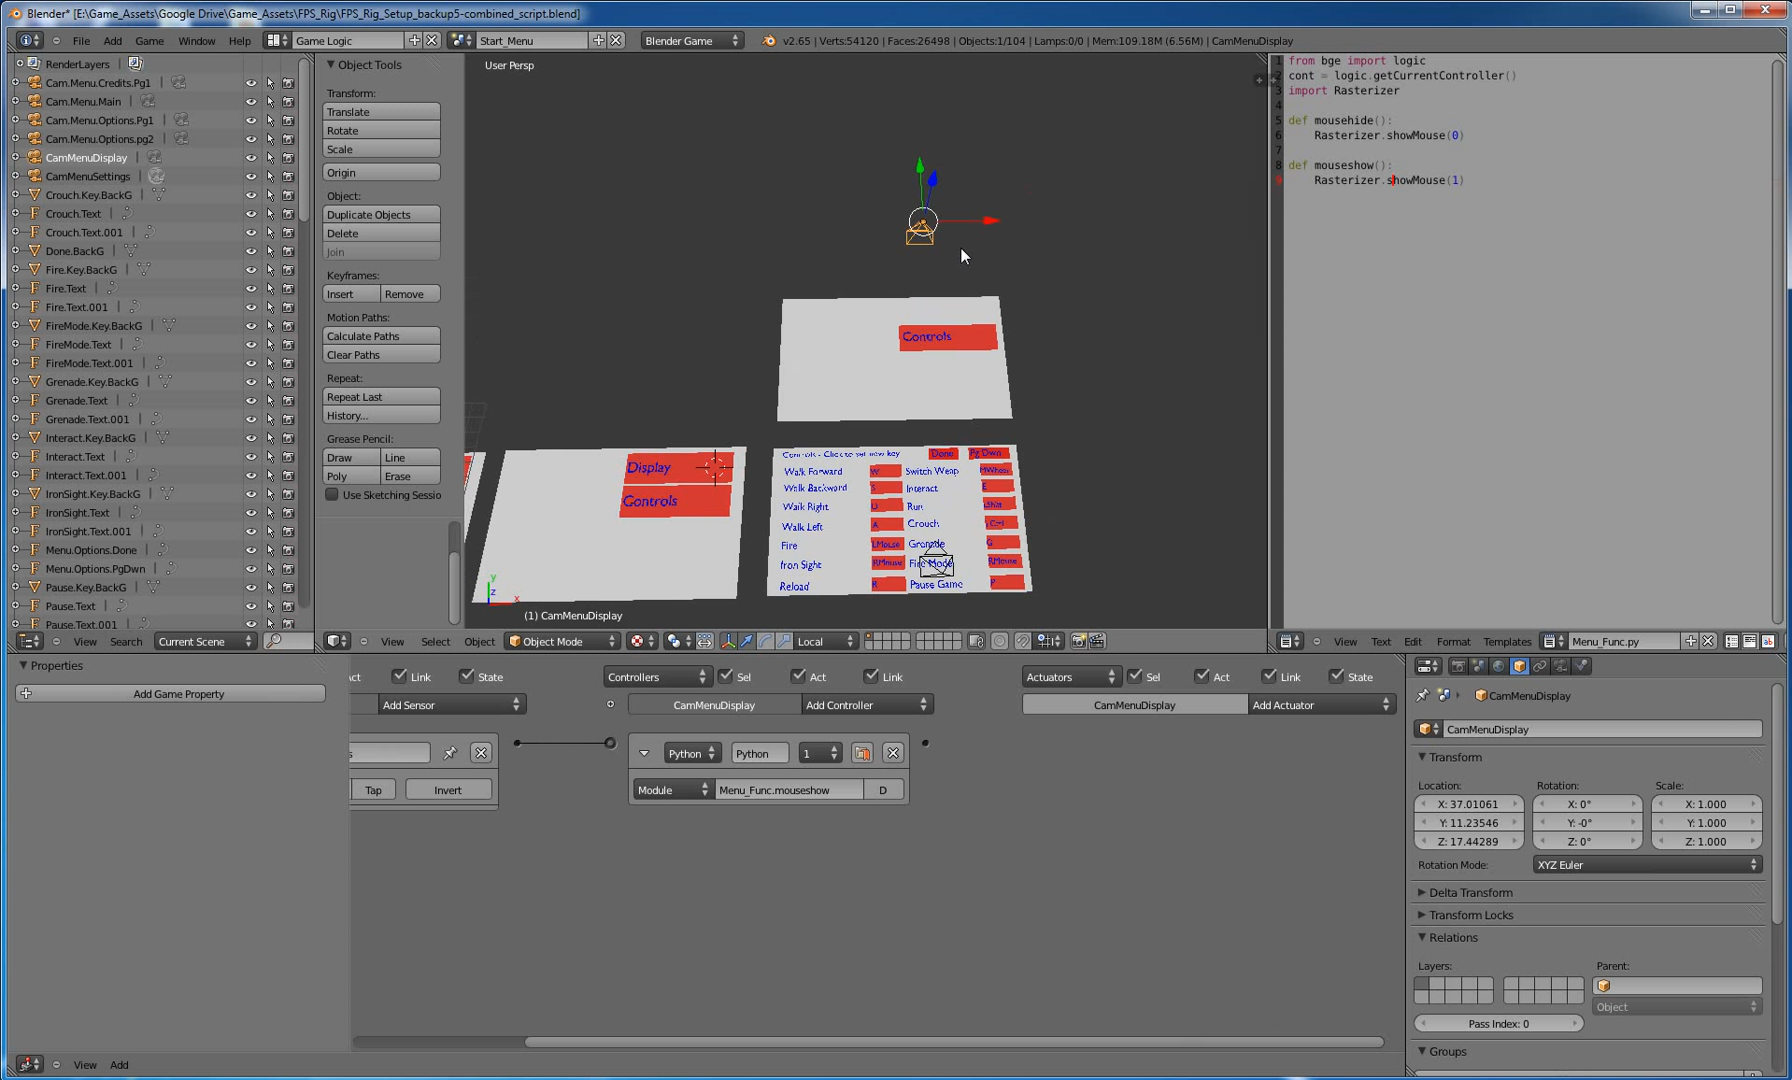 Blender* [E:\Game_Assets\Google Drive\Game_Assets\FPS_Rig\FPS_Rig_Setup_backup5-combined_script.blend]
File Add Game Window Help Game Logic Start_Menu Blender Game v2.65 | Verts:54120 | Faces:26498 | Objects:1/104 | Lamps:0/0 | Mem:109.18M (6.56M) | CamMenuDisplay
RenderLayers |
Cam.Menu.Credits.Pg1 |
Cam.Menu.Main |
Cam.Menu.Options.Pg1 |
Cam.Menu.Options.pg2 |
CamMenuDisplay |
CamMenuSettings |
Crouch.Key.BackG |
Crouch.Text |
Crouch.Text.001 |
Done.BackG |
Fire.Key.BackG |
Fire.Text |
Fire.Text.001 |
FireMode.Key.BackG |
FireMode.Text |
FireMode.Text.001 |
Grenade.Key.BackG |
Grenade.Text |
Grenade.Text.001 |
Interact.Key.BackG |
Interact.Text |
Interact.Text.001 |
IronSight.Key.BackG |
IronSight.Text |
IronSight.Text.001 |
Menu.Options.Done |
Menu.Options.PgDwn |
Pause.Key.BackG |
Pause.Text |
Pause.Text.001 |
View Search Current Scene
Object Tools
Transform:
Translate
Rotate
Scale
Origin
Object:
Duplicate Objects
Delete
Join
Keyframes:
Insert Remove
Motion Paths:
Calculate Paths
Clear Paths
Repeat:
Repeat Last
History...
Grease Pencil:
Draw Line
Poly Erase
Use Sketching Sessio
User Persp
Controls
Display
Controls
Done Pg Dwn
Walk Forward W Switch Weap
Walk Backward S Interact E
Walk Right Run
Walk Left A Crouch
Fire LMouse Grenade G
Iron Sight RMouse Fire Mode RMouse
Reload R Pause Game P
y
z
x
(1) CamMenuDisplay
View Select Object Object Mode Local
1 from bge import logic
2 cont = logic.getCurrentController()
3 import Rasterizer
4
5 def mousehide():
6 Rasterizer.showMouse(0)
7
8 def mouseshow():
9 Rasterizer.showMouse(1)
View Text Edit Format Templates Menu_Func.py
Properties
Add Game Property
View Add
ct Link State
Add Sensor
s
Tap Invert
Controllers Sel Act Link
CamMenuDisplay Add Controller
Python Python 1
Module Menu_Func.mouseshow D
Actuators Sel Act Link State
CamMenuDisplay Add Actuator
CamMenuDisplay
CamMenuDisplay
Transform
Location: Rotation: Scale:
X: 37.01061 X: 0° X: 1.000
Y: 11.23546 Y: -0° Y: 1.000
Z: 17.44289 Z: 0° Z: 1.000
Rotation Mode: XYZ Euler
Delta Transform
Transform Locks
Relations
Layers: Parent:
Object
Pass Index: 0
Groups